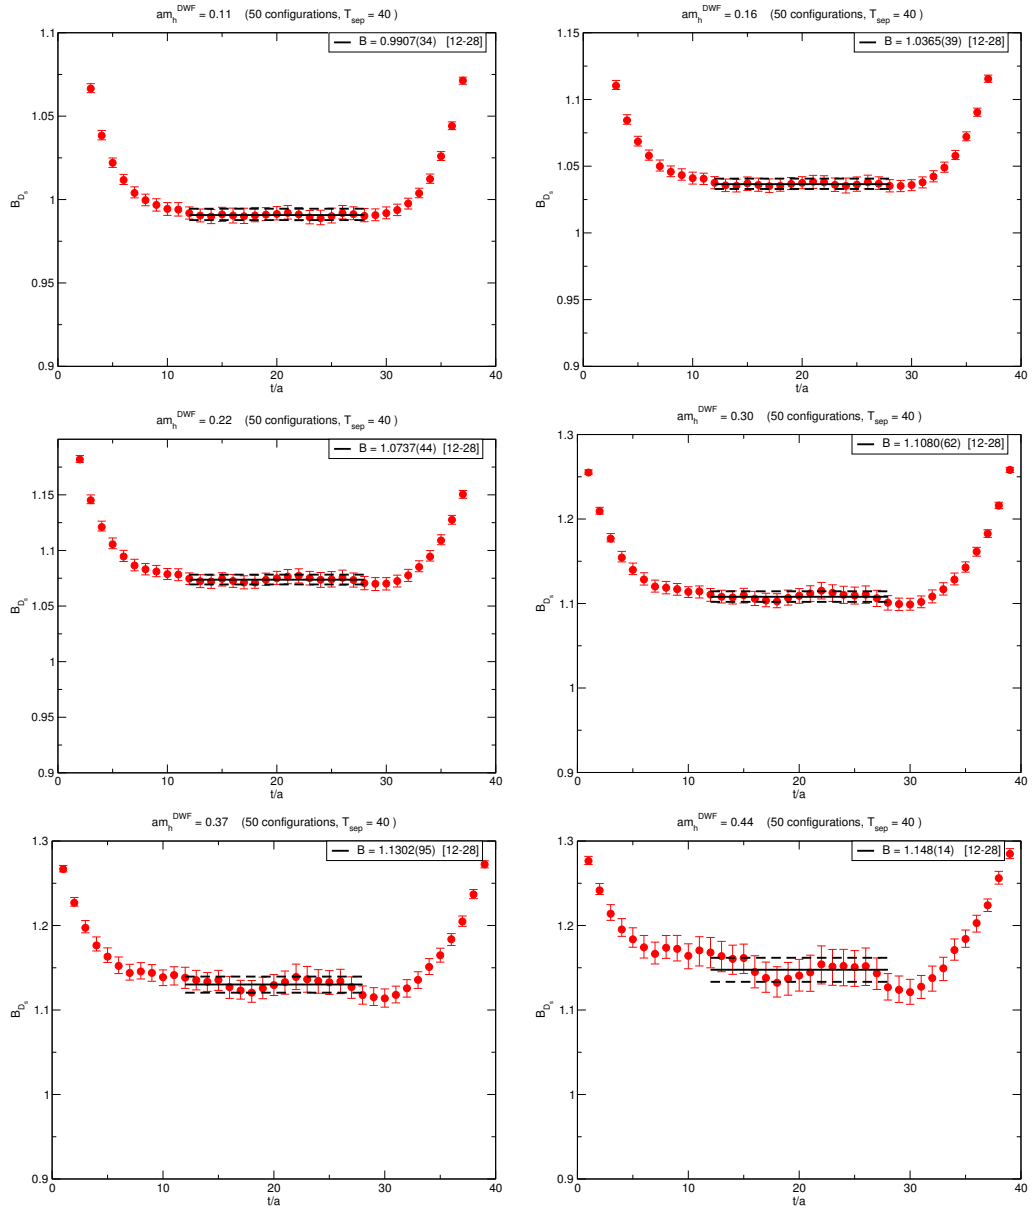 am_h^DWF = 0.11 (50 configurations, T_sep = 40 )
B = 0.9907(34) [12-28]
1.1
1.05
1
0.95
0.9
B_D_s
0 10 20 30 40
t/a
am_h^DWF = 0.16 (50 configurations, T_sep = 40 )
B = 1.0365(39) [12-28]
1.15
1.1
1.05
1
0.95
0.9
B_D_s
0 10 20 30 40
t/a
am_h^DWF = 0.22 (50 configurations, T_sep = 40 )
B = 1.0737(44) [12-28]
1.15
1.1
1.05
1
0.95
0.9
B_D_s
0 10 20 30 40
t/a
am_h^DWF = 0.30 (50 configurations, T_sep = 40 )
B = 1.1080(62) [12-28]
1.3
1.2
1.1
1
0.9
B_D_s
0 10 20 30 40
t/a
am_h^DWF = 0.37 (50 configurations, T_sep = 40 )
B = 1.1302(95) [12-28]
1.3
1.2
1.1
1
0.9
B_D_s
0 10 20 30 40
t/a
am_h^DWF = 0.44 (50 configurations, T_sep = 40 )
B = 1.148(14) [12-28]
1.3
1.2
1.1
1
0.9
B_D_s
0 10 20 30 40
t/a